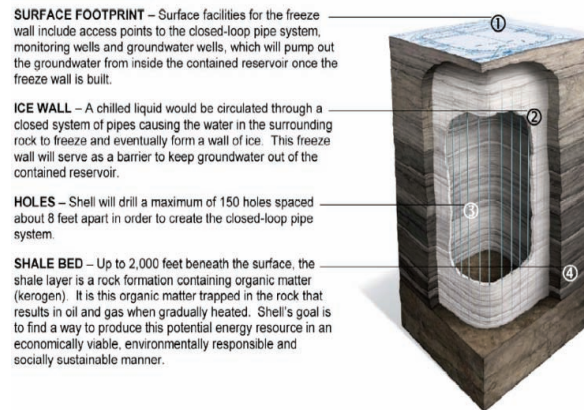 SURFACE FOOTPRINT – Surface facilities for the freeze
wall include access points to the closed-loop pipe system,
monitoring wells and groundwater wells, which will pump out
the groundwater from inside the contained reservoir once the
freeze wall is built.
ICE WALL – A chilled liquid would be circulated through a
closed system of pipes causing the water in the surrounding
rock to freeze and eventually form a wall of ice. This freeze
wall will serve as a barrier to keep groundwater out of the
contained reservoir.
HOLES – Shell will drill a maximum of 150 holes spaced
about 8 feet apart in order to create the closed-loop pipe
system.
SHALE BED – Up to 2,000 feet beneath the surface, the
shale layer is a rock formation containing organic matter
(kerogen). It is this organic matter trapped in the rock that
results in oil and gas when gradually heated. Shell's goal is
to find a way to produce this potential energy resource in an
economically viable, environmentally responsible and
socially sustainable manner.
①
②
③
④